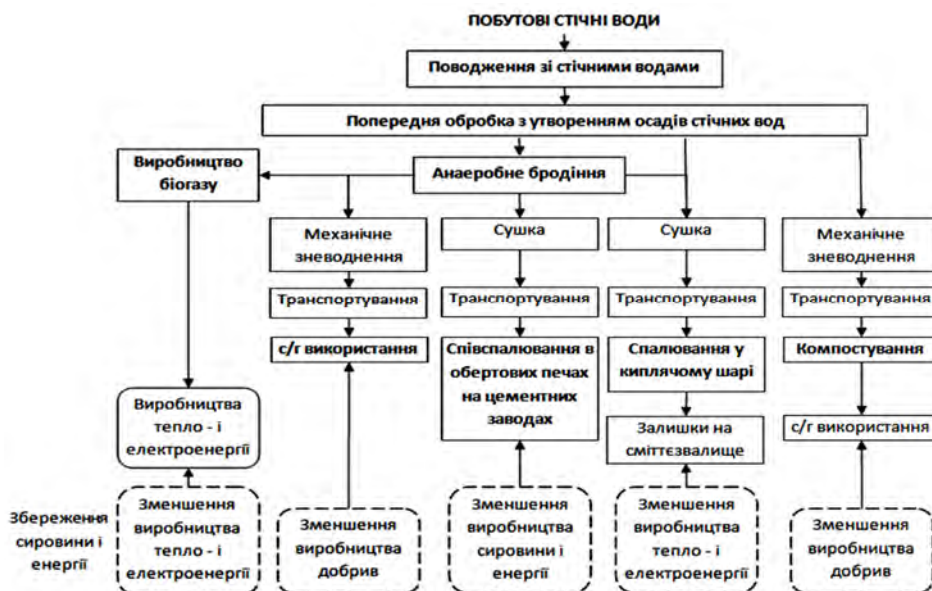 ПОБУТОВІ СТІЧНІ ВОДИ
Поводження зі стічними водами
Попередня обробка з утворенням осадів стічних вод
Виробництво
біогазу
Анаеробне бродіння
Механічне
зневоднення
Сушка
Сушка
Механічне
зневоднення
Транспортування
Транспортування
Транспортування
Транспортування
с/г використання
Співспалювання в
обертових печах
на цементних
заводах
Спалювання у
киплячому шарі
Компостування
Виробництва
тепло - і
електроенергії
Залишки на
сміттєзвалище
с/г використання
Збереження
сировини і
енергії
Зменшення
виробництва
тепло - і
електроенергії
Зменшення
виробництва
добрив
Зменшення
виробництва
сировини і
енергії
Зменшення
виробництва
тепло - і
електроенергії
Зменшення
виробництва
добрив